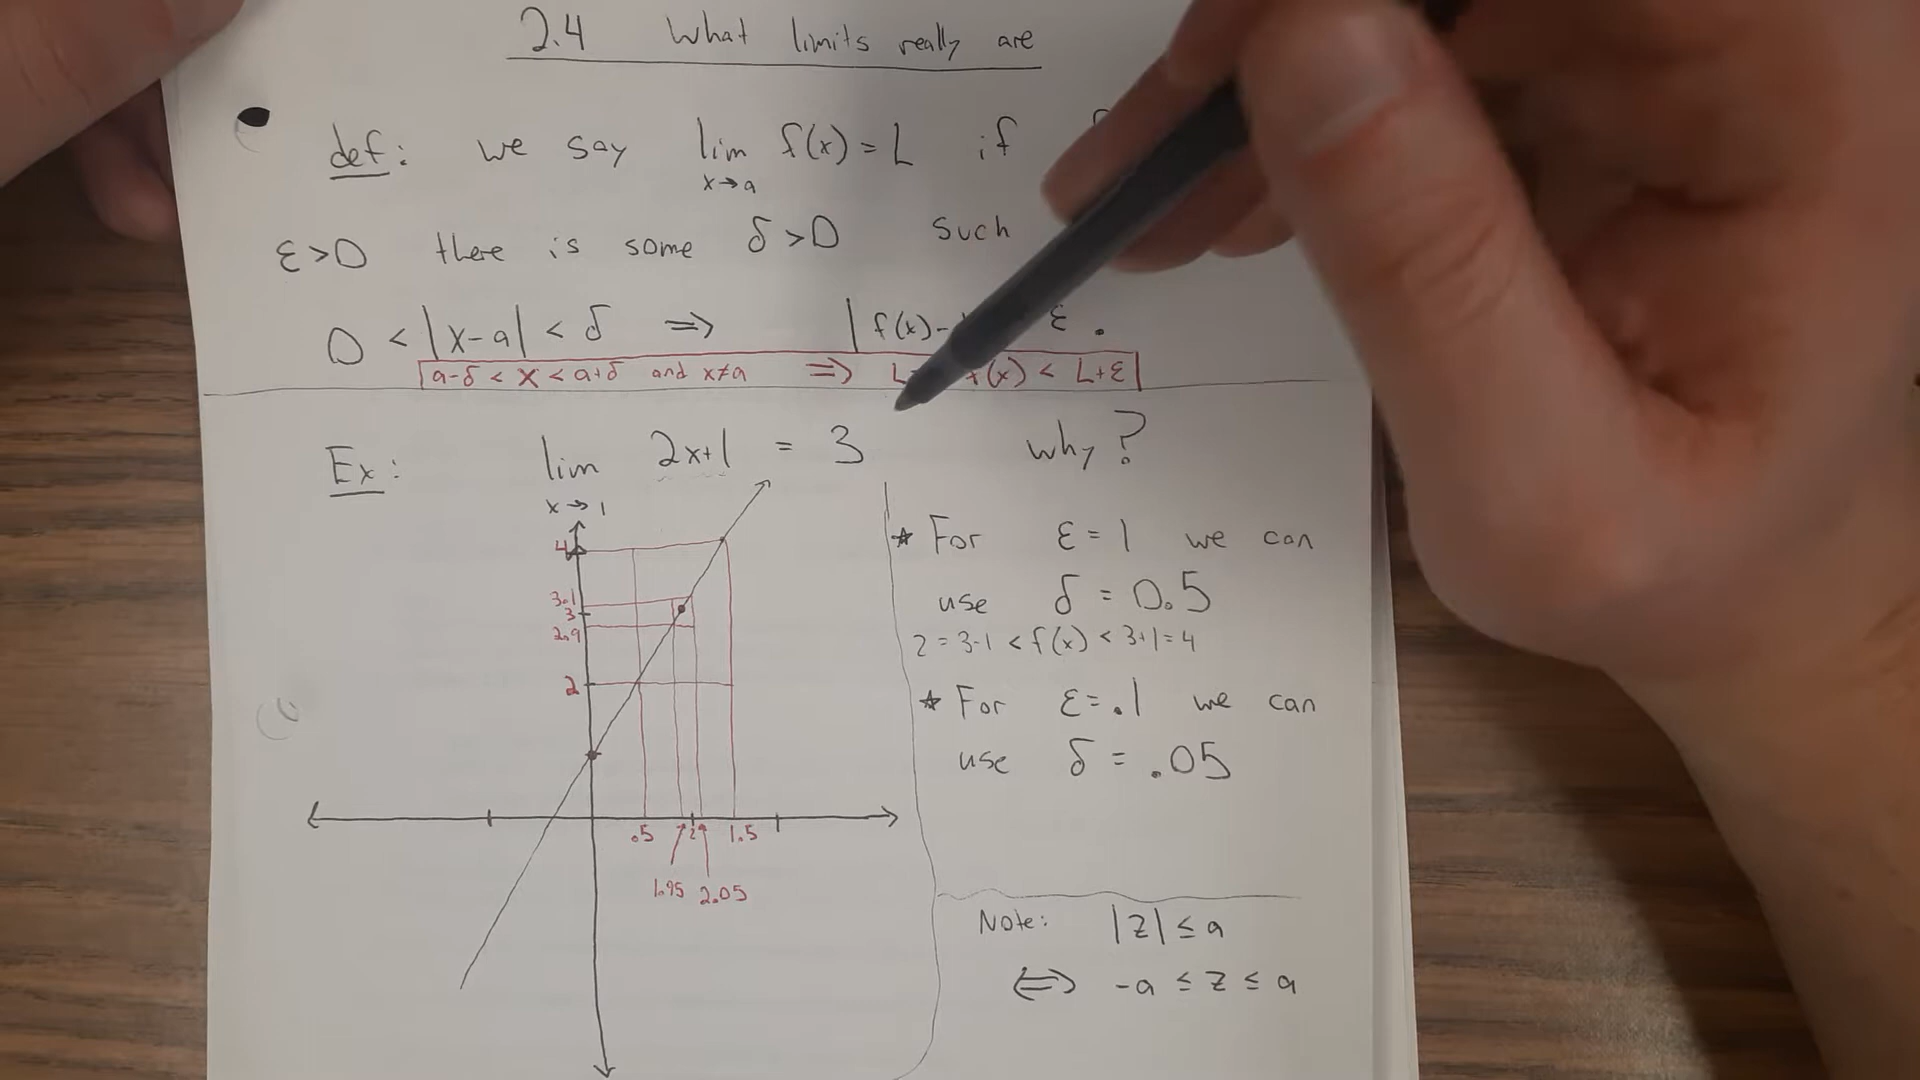 2.4 What limits really are
def: we say lim f(x) = L if
x→a
ε>0 there is some δ>0 such
0 < |x-a| < δ ⇒ |f(x)- ε.
a-δ < x < a+δ and x≠a ⇒ L f(x) < L+ε
Ex: lim 2x+1 = 3 why?
x→1
4
3.1
3
2.9
2
.5 1.5
1.95 2.05
* For ε = 1 we can
use δ = 0.5
2 = 3-1 < f(x) < 3+1 = 4
* For ε = .1 we can
use δ = .05
Note: |z| ≤ a
⇔ -a ≤ z ≤ a